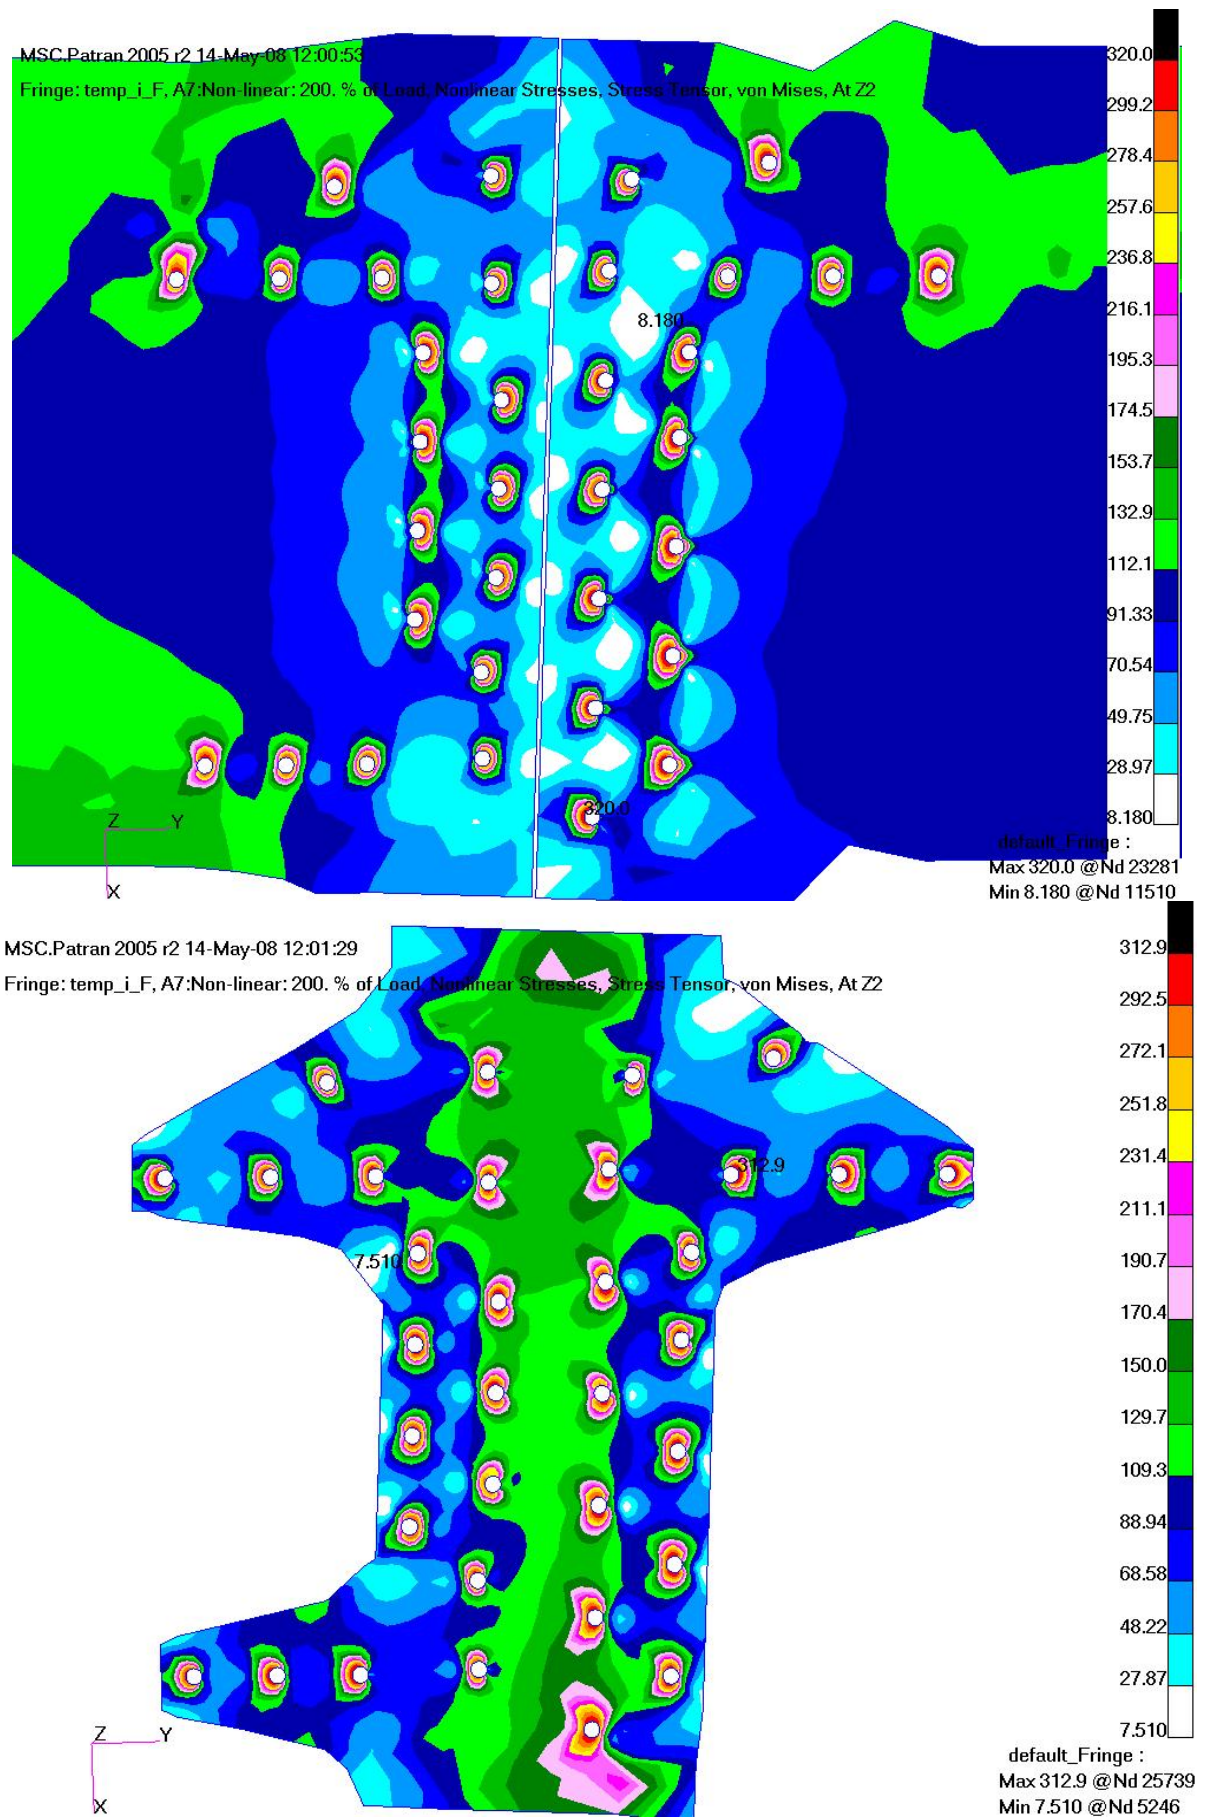 MSC.Patran 2005 r2 14-May-08 12:00:53
Fringe: temp_i_F, A7:Non-linear: 200. % of Load, Nonlinear Stresses, Stress Tensor, von Mises, At Z2
320.0
299.2
278.4
257.6
236.8
216.1
195.3
174.5
153.7
132.9
112.1
91.33
70.54
49.75
28.97
8.180
8.180
320.0
Z Y
X
default_Fringe :
Max 320.0 @Nd 23281
Min 8.180 @Nd 11510
MSC.Patran 2005 r2 14-May-08 12:01:29
Fringe: temp_i_F, A7:Non-linear: 200. % of Load, Nonlinear Stresses, Stress Tensor, von Mises, At Z2
312.9
292.5
272.1
251.8
231.4
211.1
190.7
170.4
150.0
129.7
109.3
88.94
68.58
48.22
27.87
7.510
312.9
7.510
Z Y
X
default_Fringe :
Max 312.9 @Nd 25739
Min 7.510 @Nd 5246